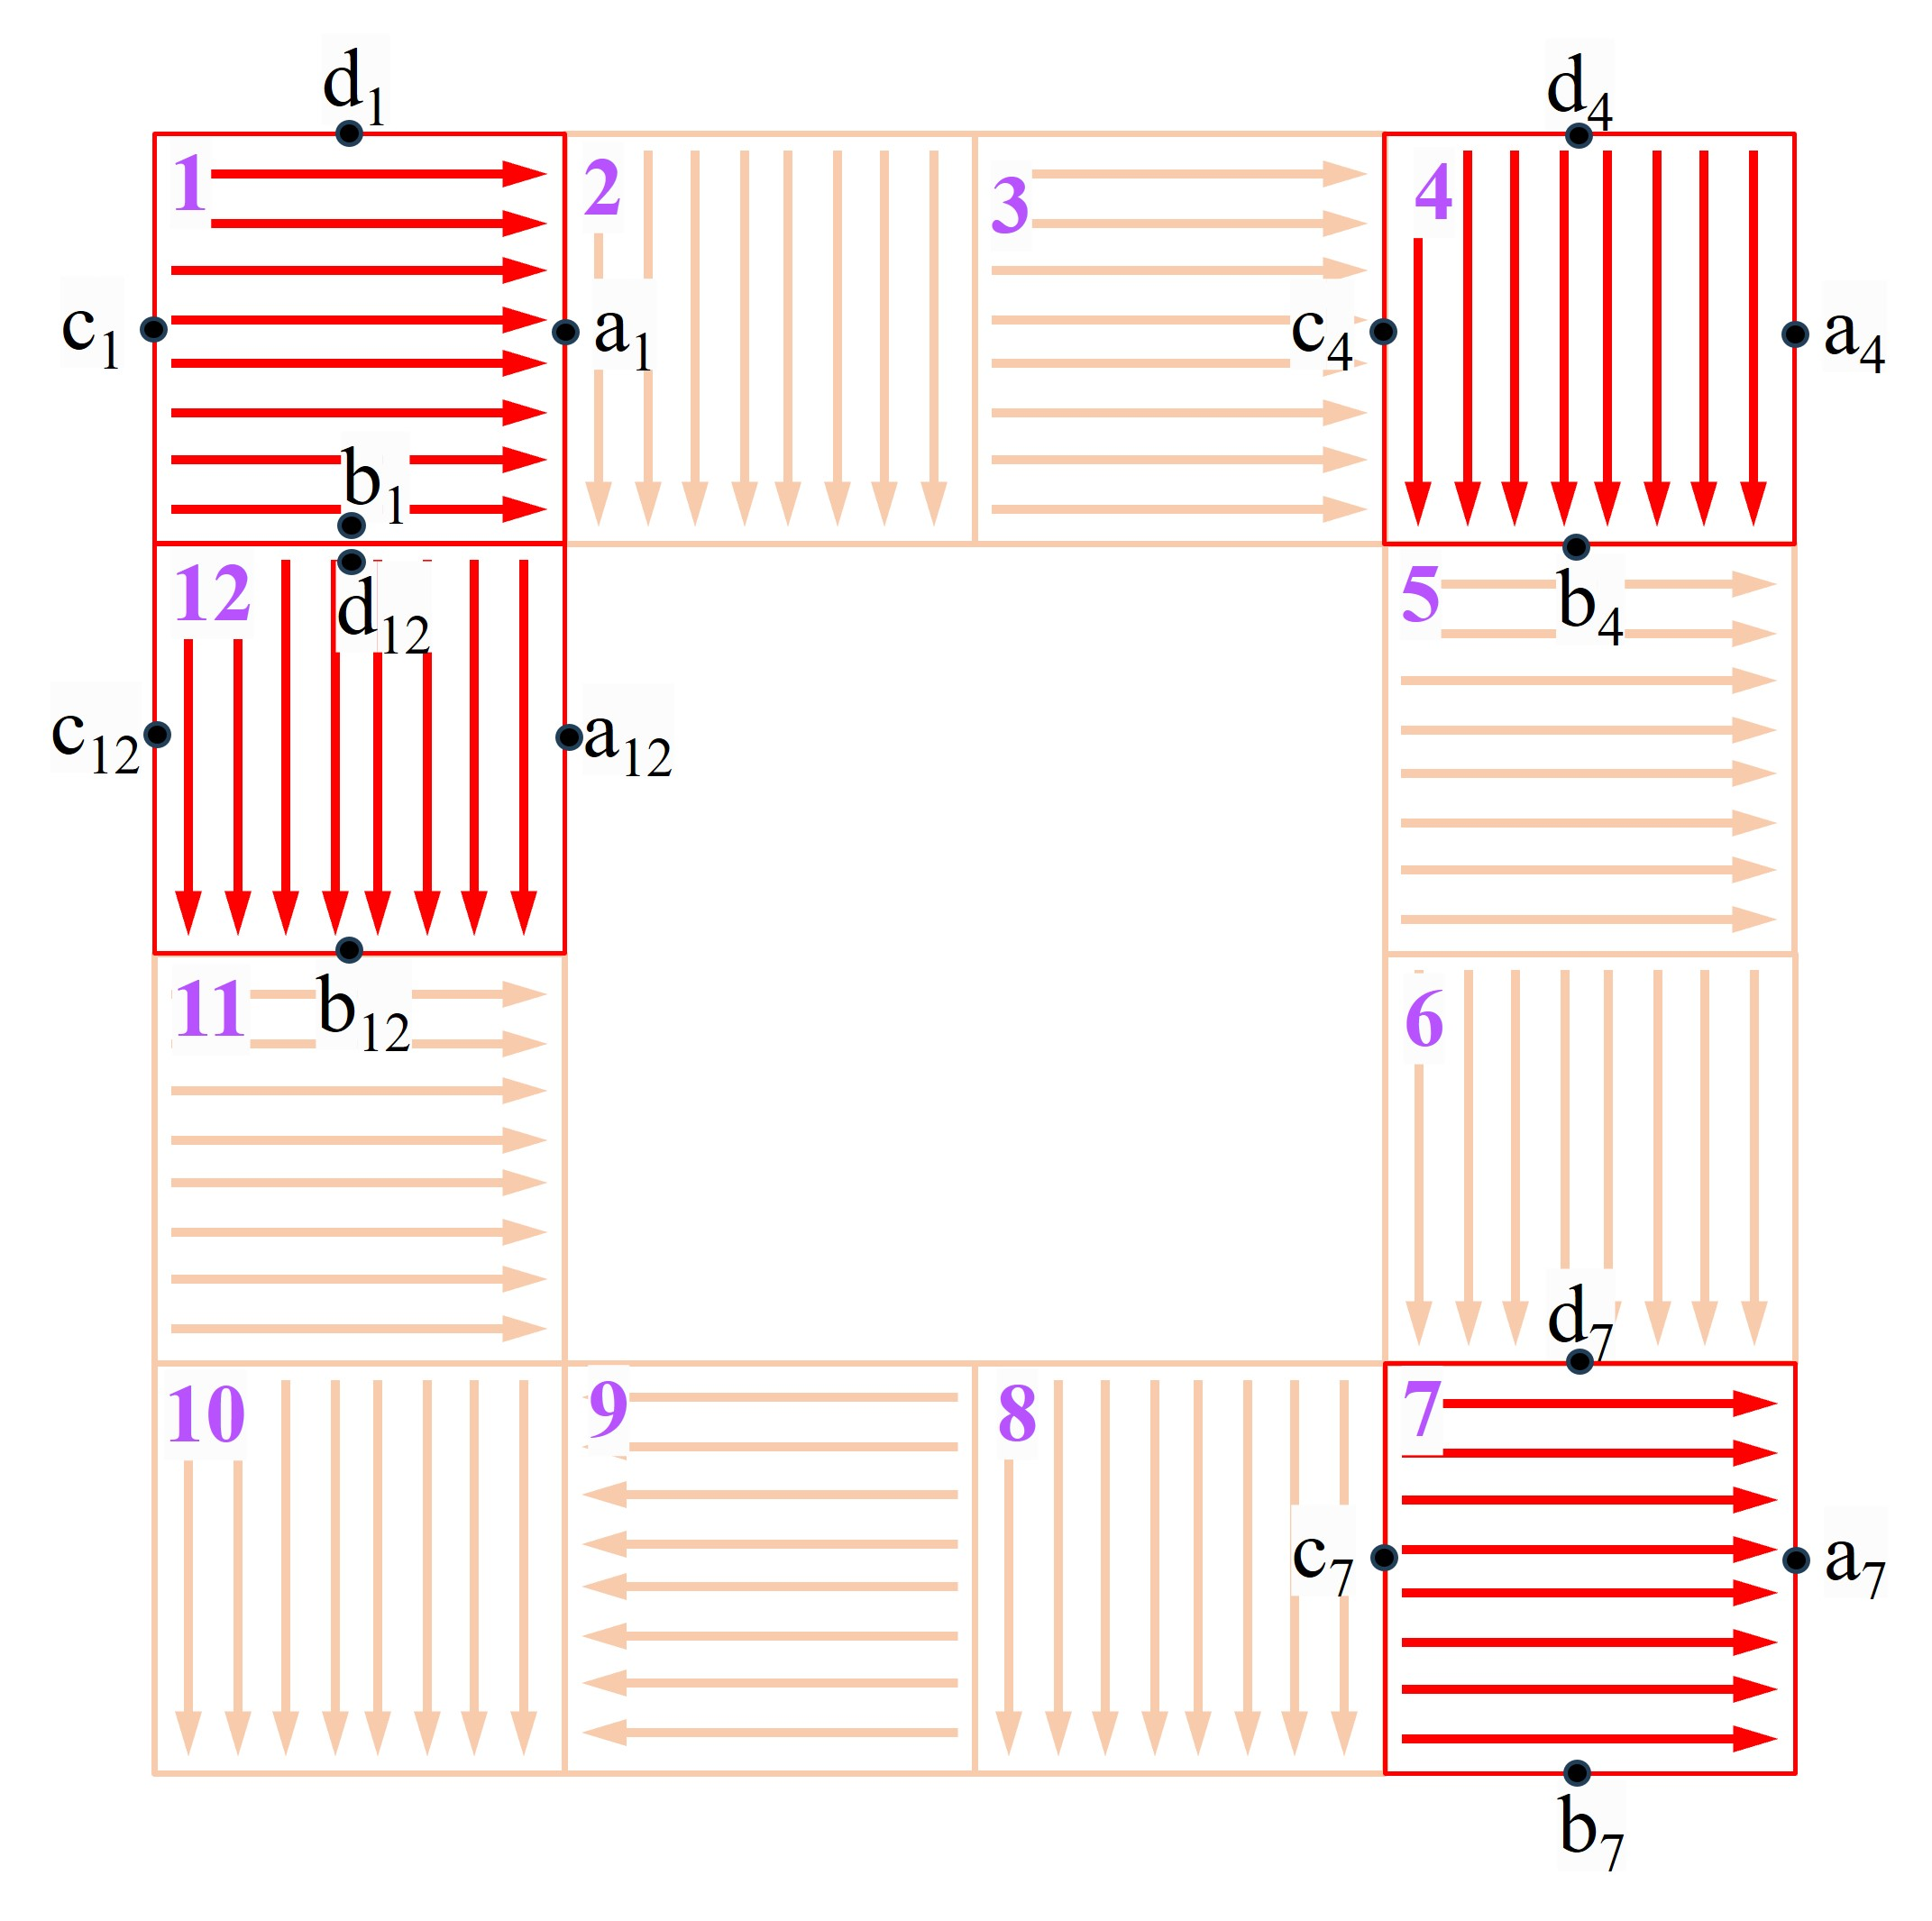 d₁ d₄
1 2 3 4
c₁ a₁ c₄ a₄
b₁
12 d₁₂ 5 b₄
c₁₂ a₁₂
11 b₁₂ 6
d₇
10 9 8 7
c₇ a₇
b₇